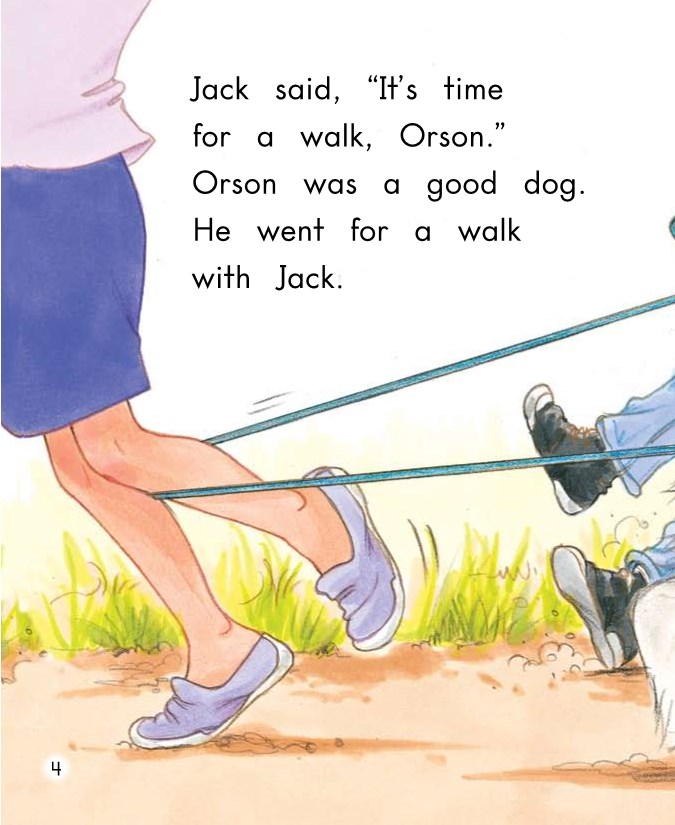 Jack said, “It’s time
for a walk, Orson.”
Orson was a good dog.
He went for a walk
with Jack.
4